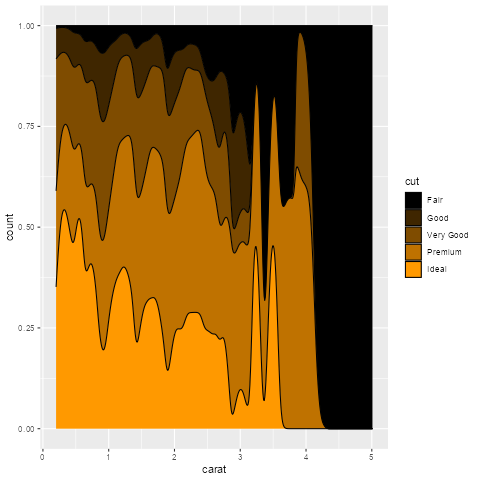 1.00
0.75
0.50
0.25
0.00
count
0
1
2
3
4
5
carat
cut
Fair
Good
Very Good
Premium
Ideal